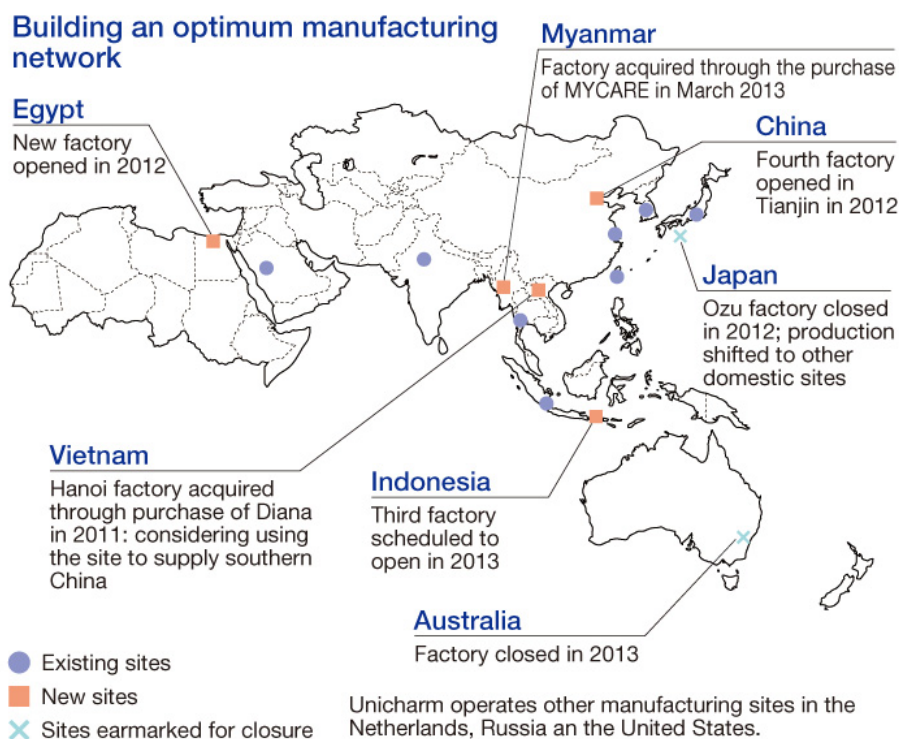 Building an optimum manufacturing
network
Myanmar
Factory acquired through the purchase
of MYCARE in March 2013
Egypt
New factory
opened in 2012
China
Fourth factory
opened in
Tianjin in 2012
Japan
Ozu factory closed
in 2012; production
shifted to other
domestic sites
Vietnam
Hanoi factory acquired
through purchase of Diana
in 2011: considering using
the site to supply southern
China
Indonesia
Third factory
scheduled to
open in 2013
Australia
Factory closed in 2013
Existing sites
New sites
Sites earmarked for closure
Unicharm operates other manufacturing sites in the
Netherlands, Russia an the United States.